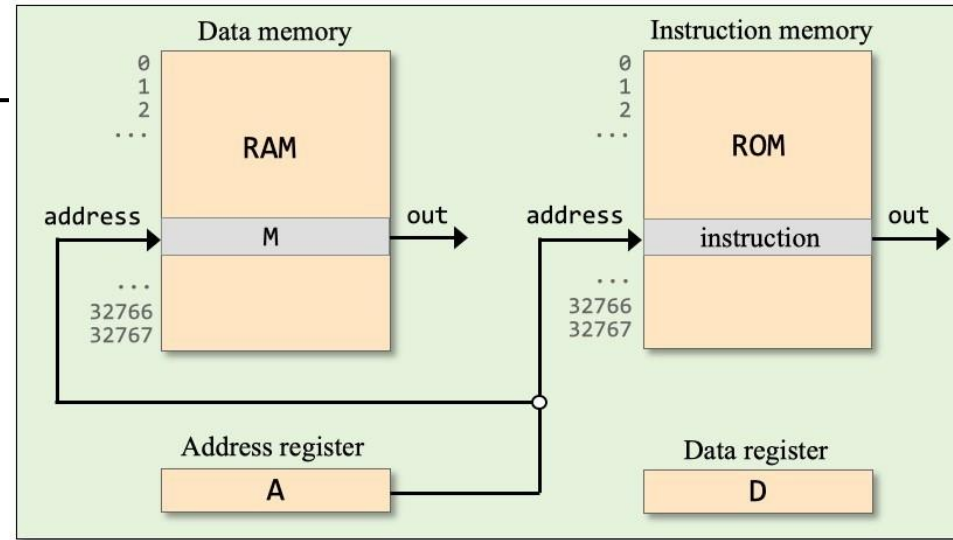 Data memory
0
1
2
...
RAM
address
M
out
...
32766
32767
Instruction memory
0
1
2
...
ROM
address
instruction
out
...
32766
32767
Address register
A
Data register
D